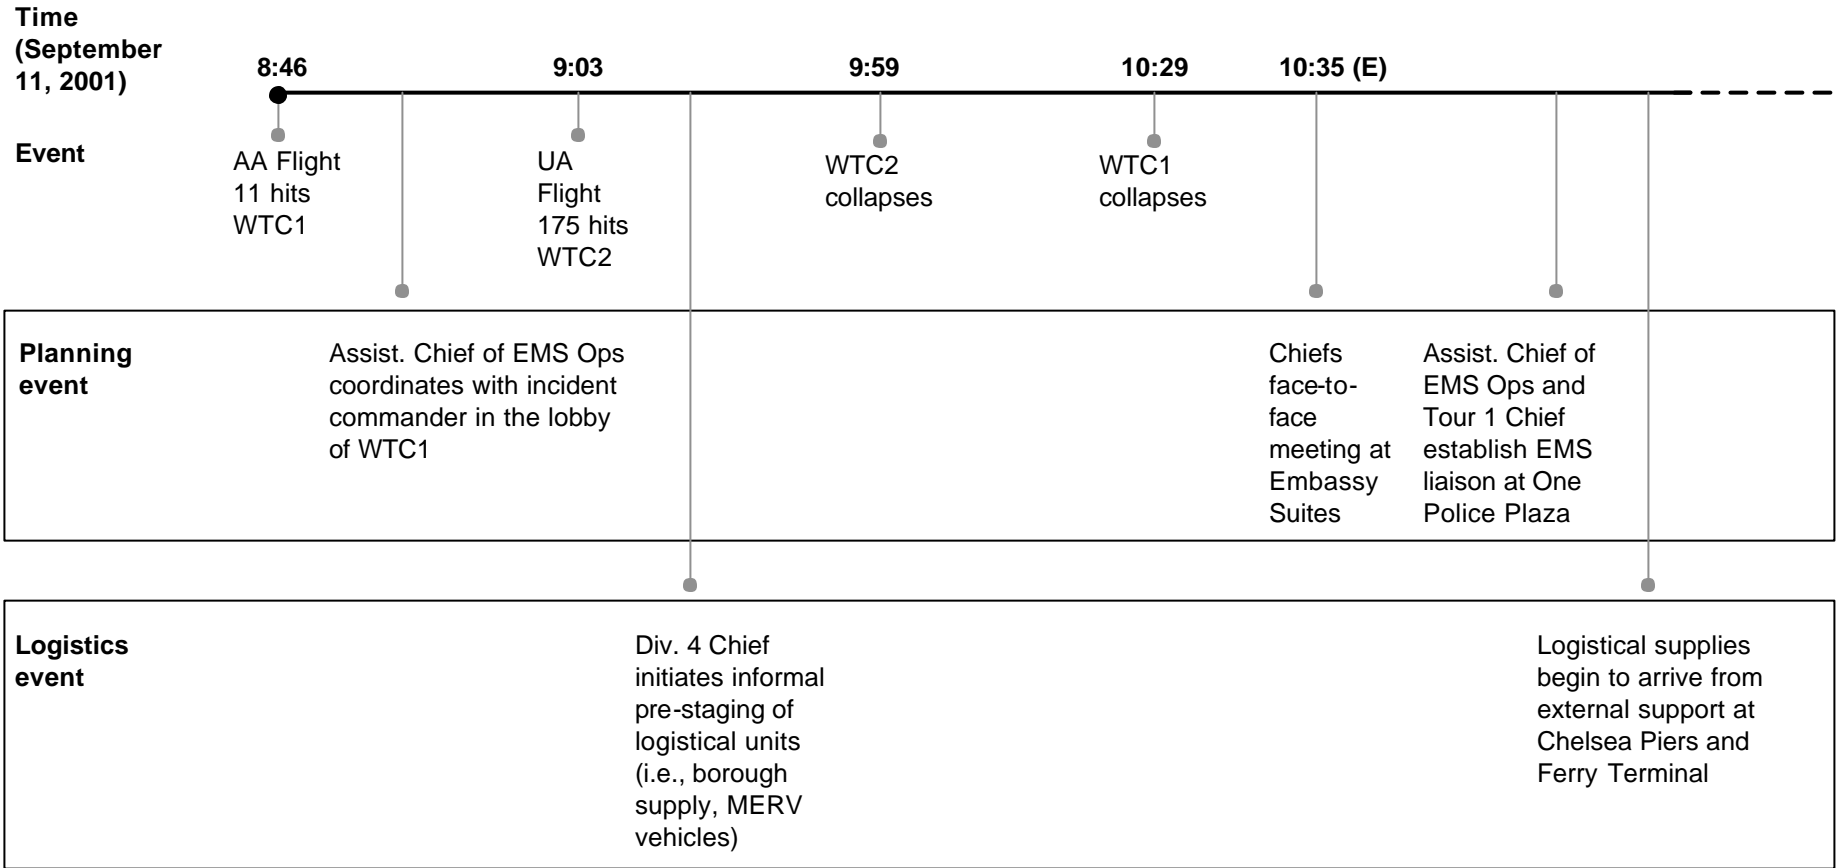 Time
(September
11, 2001)
8:46
9:03
9:59
10:29
10:35 (E)
Event
AA Flight
11 hits
WTC1
UA
Flight
175 hits
WTC2
WTC2
collapses
WTC1
collapses
Planning
event
Assist. Chief of EMS Ops
coordinates with incident
commander in the lobby
of WTC1
Chiefs
face-to-
face
meeting at
Embassy
Suites
Assist. Chief of
EMS Ops and
Tour 1 Chief
establish EMS
liaison at One
Police Plaza
Logistics
event
Div. 4 Chief
initiates informal
pre-staging of
logistical units
(i.e., borough
supply, MERV
vehicles)
Logistical supplies
begin to arrive from
external support at
Chelsea Piers and
Ferry Terminal